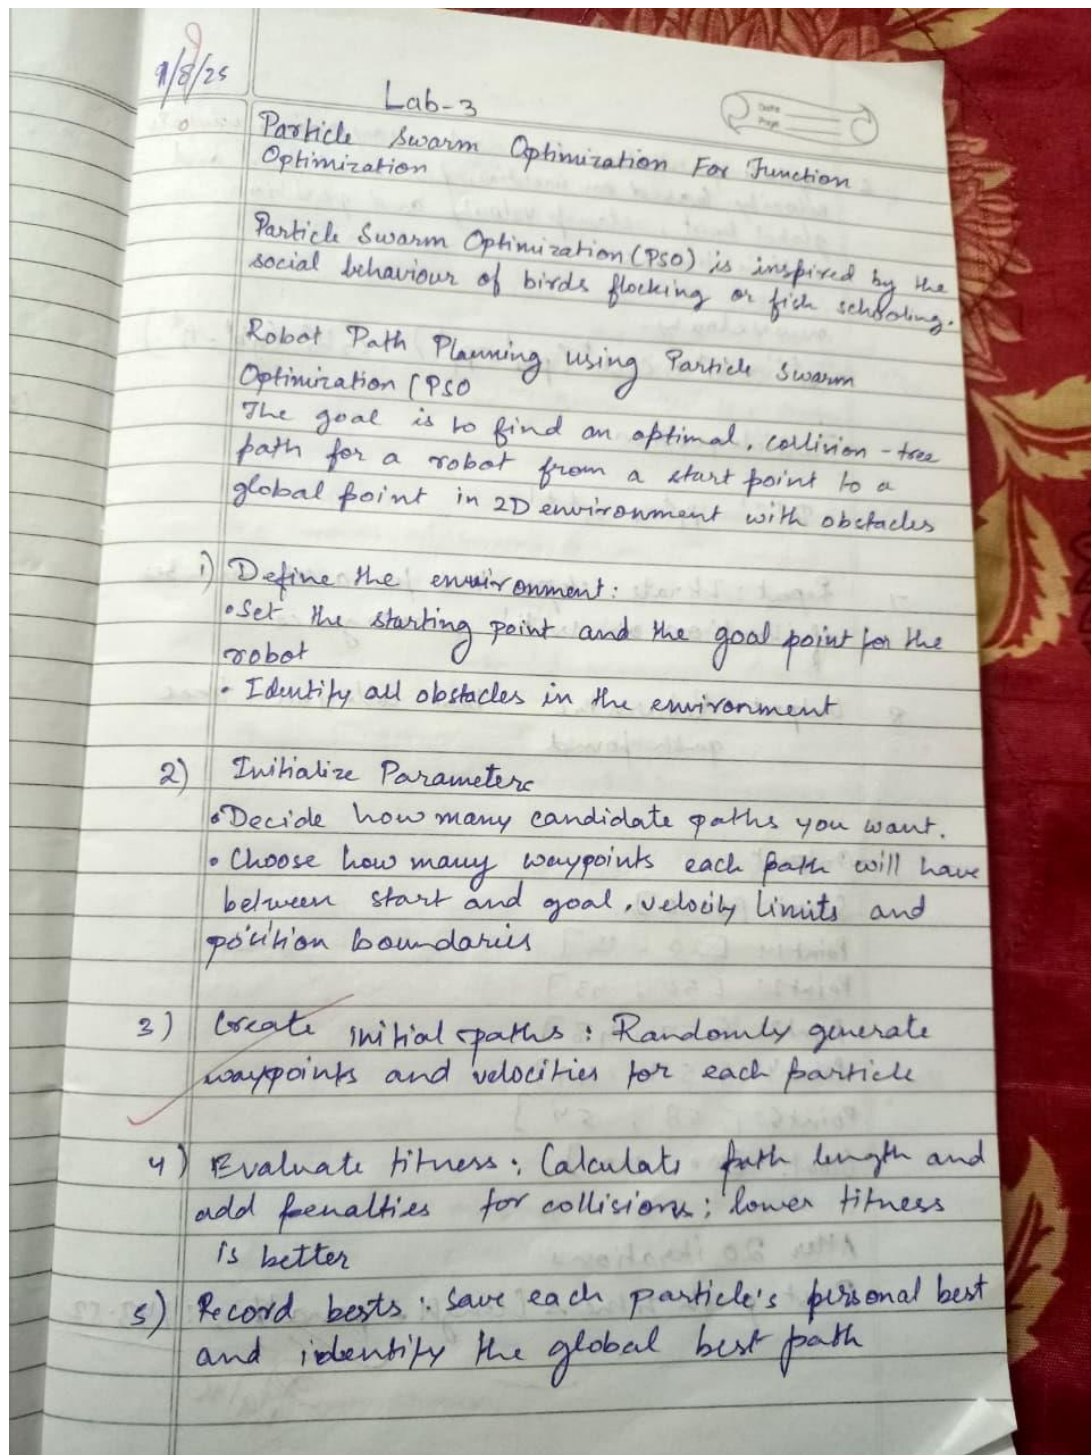 9/8/25
Lab-3
Date
Page
Particle Swarm Optimization For Function
Optimization
Particle Swarm Optimization (PSO) is inspired by the
social behaviour of birds flocking or fish schooling.
Robot Path Planning using Particle Swarm
Optimization (PSO
The goal is to find an optimal, collision-free
path for a robot from a start point to a
global point in 2D environment with obstacles
1) Define the environment:
• Set the starting point and the goal point for the
robot
• Identify all obstacles in the environment
2) Initialize Parameters
• Decide how many candidate paths you want.
• Choose how many waypoints each path will have
between start and goal, velocity limits and
position boundaries
3) Create initial paths: Randomly generate
waypoints and velocities for each particle
4) Evaluate fitness: Calculate path length and
add penalties for collisions; lower fitness
is better
5) Record bests: Save each particle's personal best
and identify the global best path